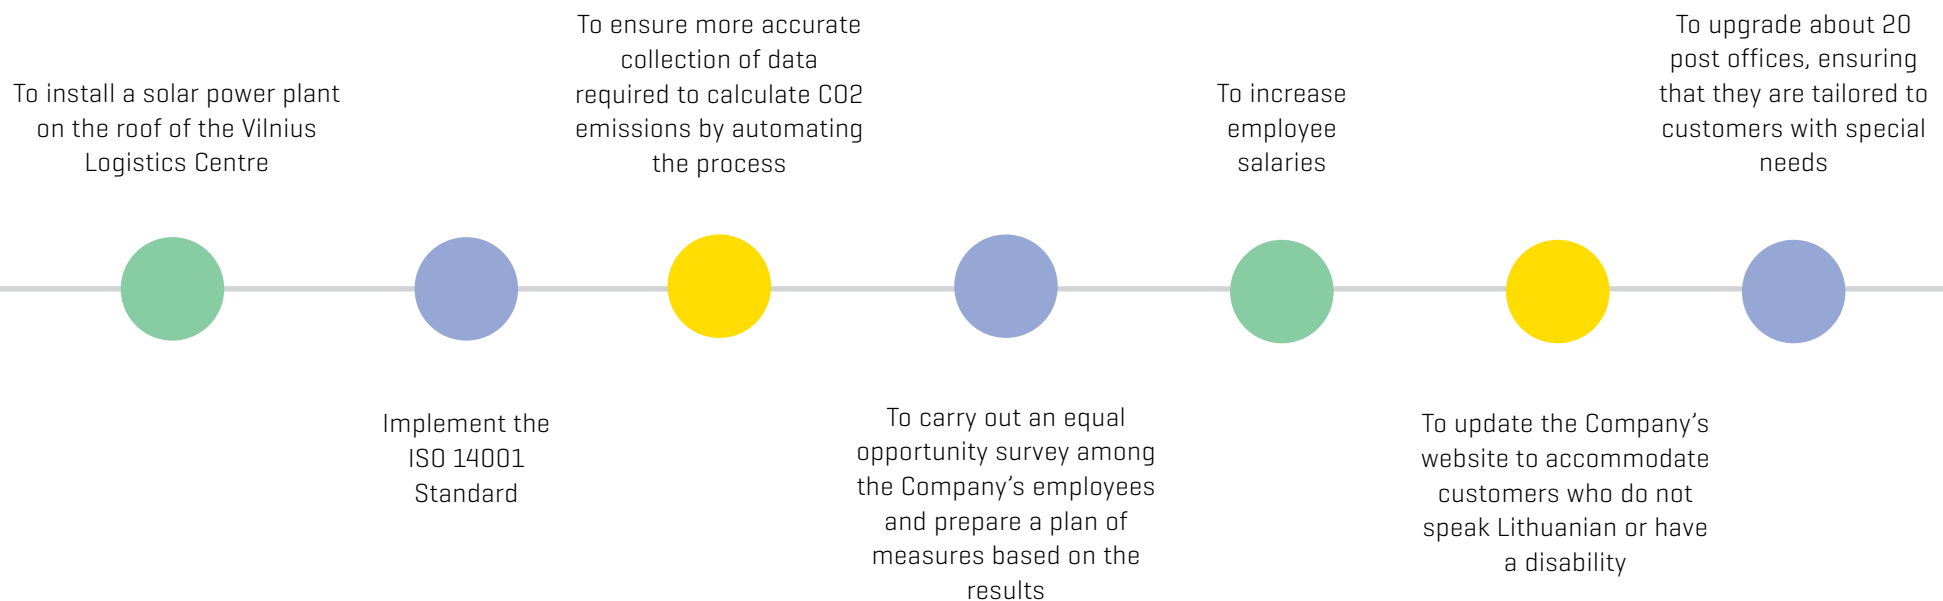 To install a solar power plant
on the roof of the Vilnius
Logistics Centre
Implement the
ISO 14001
Standard
To ensure more accurate
collection of data
required to calculate CO2
emissions by automating
the process
To carry out an equal
opportunity survey among
the Company's employees
and prepare a plan of
measures based on the
results
To increase
employee
salaries
To update the Company's
website to accommodate
customers who do not
speak Lithuanian or have
a disability
To upgrade about 20
post offices, ensuring
that they are tailored to
customers with special
needs